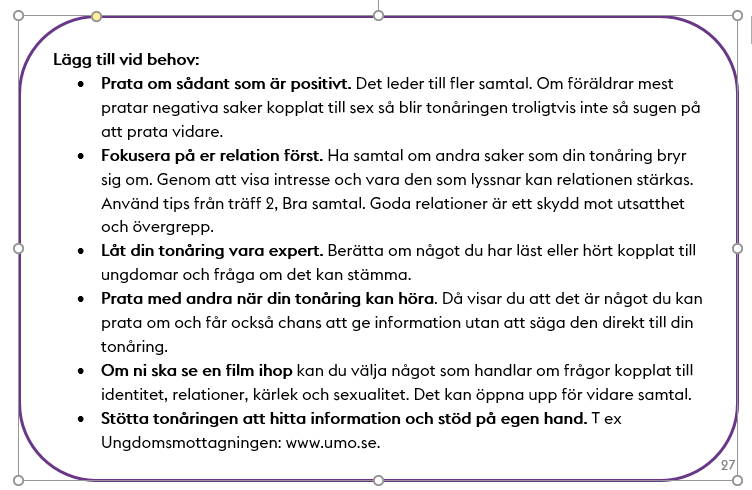 Lägg till vid behov:
• Prata om sådant som är positivt. Det leder till fler samtal. Om föräldrar mest
pratar negativa saker kopplat till sex så blir tonåringen troligtvis inte så sugen på
att prata vidare.
• Fokusera på er relation först. Ha samtal om andra saker som din tonåring bryr
sig om. Genom att visa intresse och vara den som lyssnar kan relationen stärkas.
Använd tips från träff 2, Bra samtal. Goda relationer är ett skydd mot utsatthet
och övergrepp.
• Låt din tonåring vara expert. Berätta om något du har läst eller hört kopplat till
ungdomar och fråga om det kan stämma.
• Prata med andra när din tonåring kan höra. Då visar du att det är något du kan
prata om och får också chans att ge information utan att säga den direkt till din
tonåring.
• Om ni ska se en film ihop kan du välja något som handlar om frågor kopplat till
identitet, relationer, kärlek och sexualitet. Det kan öppna upp för vidare samtal.
• Stötta tonåringen att hitta information och stöd på egen hand. T ex
Ungdomsmottagningen: www.umo.se.
27